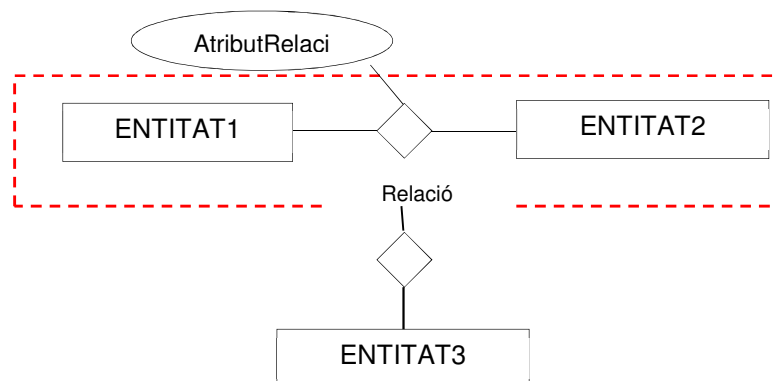 AtributRelaci
ENTITAT1
ENTITAT2
Relació
ENTITAT3